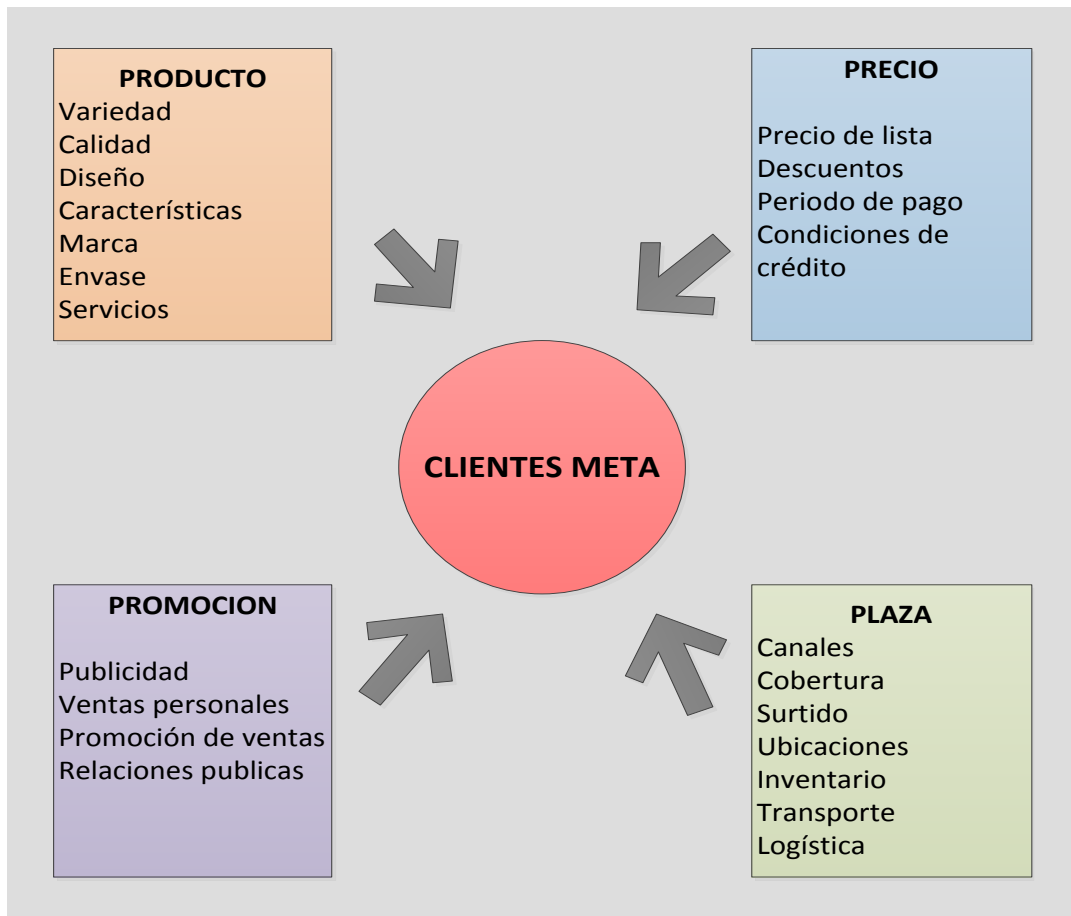 PRODUCTO
Variedad
Calidad
Diseño
Características
Marca
Envase
Servicios
PRECIO
Precio de lista
Descuentos
Periodo de pago
Condiciones de
crédito
CLIENTES META
PROMOCION
Publicidad
Ventas personales
Promoción de ventas
Relaciones publicas
PLAZA
Canales
Cobertura
Surtido
Ubicaciones
Inventario
Transporte
Logística